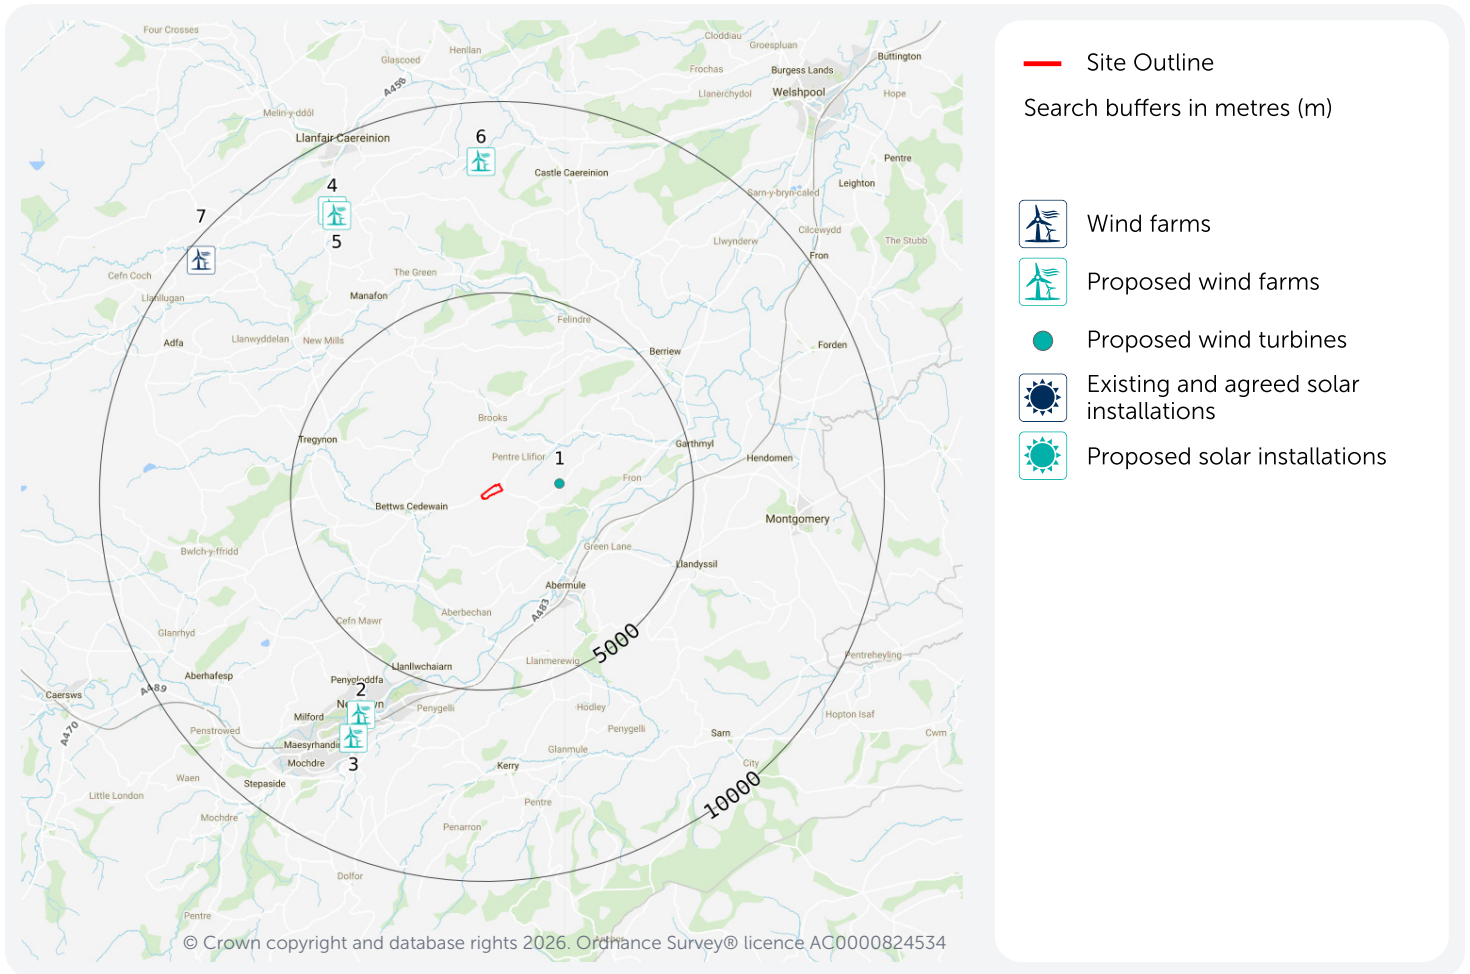 Four Crosses
Cloddiau
Groespluan
Buttington
Henllan
Glascoed
Frochas
Burgess Lands
A458
Llanerchydol
Welshpool
Hope
Melin-y-ddôl
Llanfair Caereinion
6
Castle Caereinion
Pentre
4
Leighton
Sarn-y-bryn-caled
7
5
Llwynderw
Cilcewydd
The Stubb
Fron
Cefn Coch
The Green
Llanllugan
Manafon
Felindre
Adfa
Llanwyddelan
New Mills
Berriew
Forden
Brooks
Tregynon
Garthmyl
Pentre Llifior
1
Hendomen
Fron
Bettws Cedewain
Montgomery
Bwlch-y-ffridd
Green Lane
Llandyssil
Abermule
A483
Aberbechan
Cefn Mawr
Glanrhyd
5000
Llanmerewig
Pentreheyling
Llanllwchaiarn
Aberhafesp
Penygloddfa
A489
Caersws
2
Penygelli
Hodley
Milford
Hopton Isaf
A470
Penstrowed
Penygelli
Sarn
Cwm
Maesyrhandir
Glanmule
Mochdre
3
Kerry
City
Waen
Stepaside
10000
Little London
Pentre
Mochdre
Penarron
Dolfor
Pentre
© Crown copyright and database rights 2026. Ordnance Survey® licence AC0000824534
Site Outline
Search buffers in metres (m)
Wind farms
Proposed wind farms
Proposed wind turbines
Existing and agreed solar
installations
Proposed solar installations